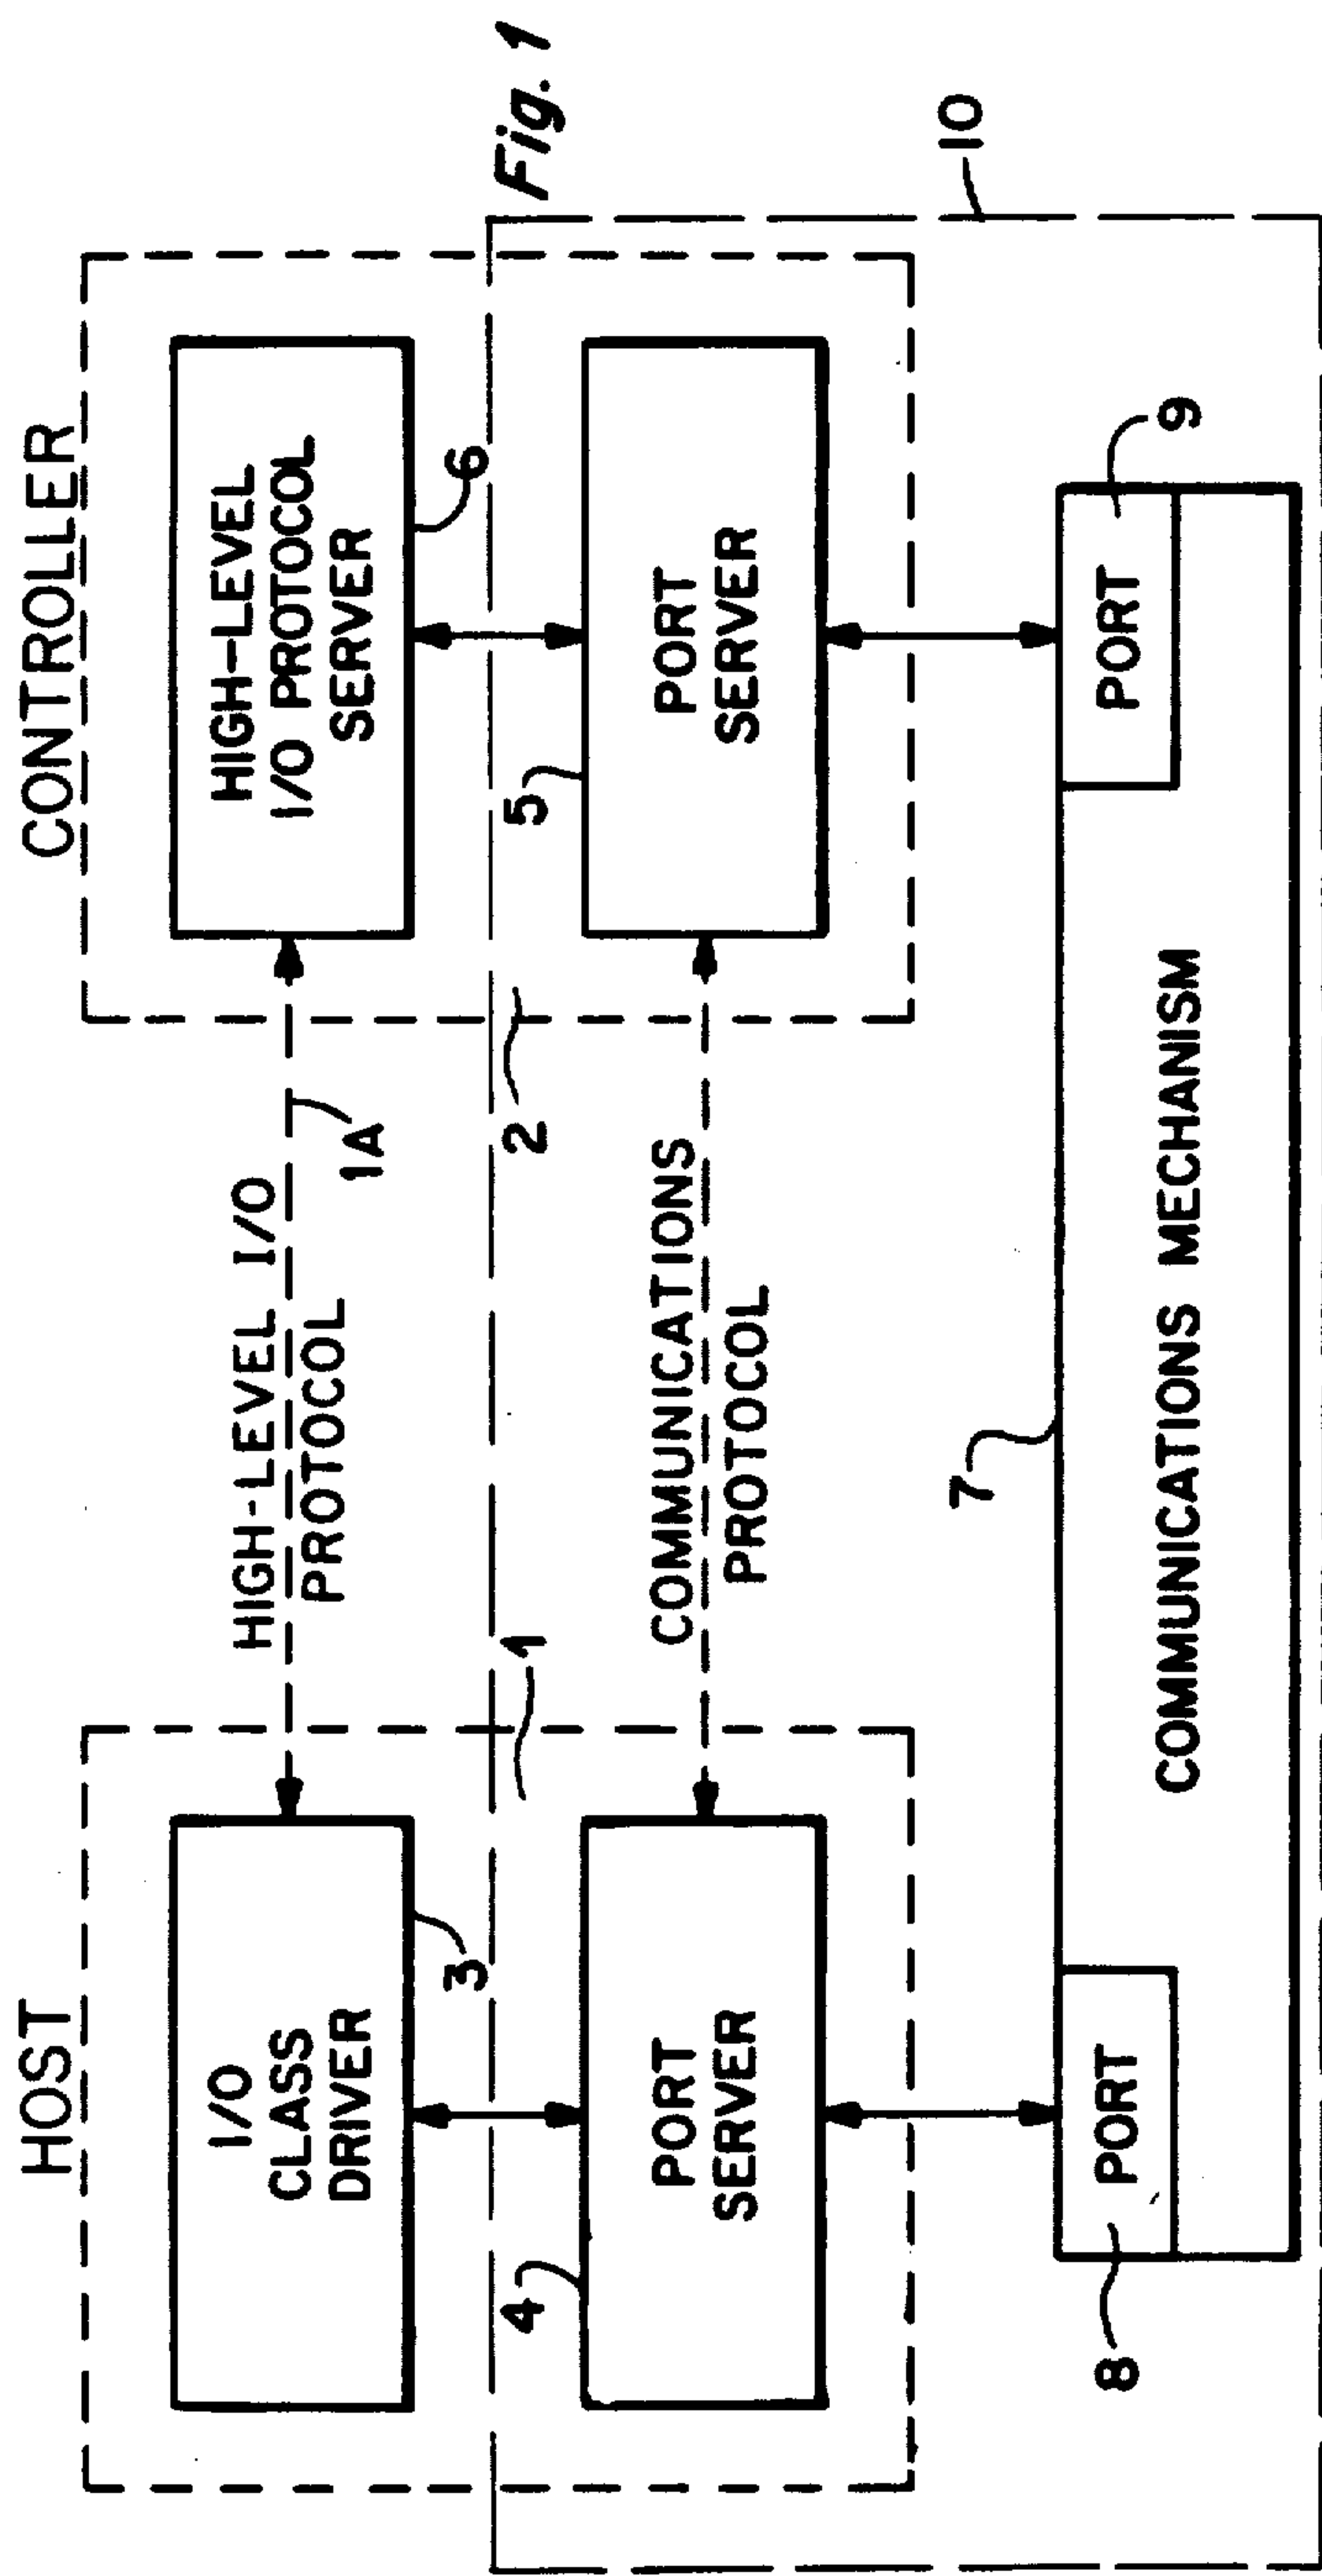 HOST
CONTROLLER
I/O
CLASS
DRIVER
HIGH-LEVEL I/O
PROTOCOL
1A
HIGH-LEVEL
I/O PROTOCOL
SERVER
3
1
2
6
Fig. 1
4
5
PORT
SERVER
COMMUNICATIONS
PROTOCOL
PORT
SERVER
7
10
8
PORT
PORT
9
COMMUNICATIONS MECHANISM